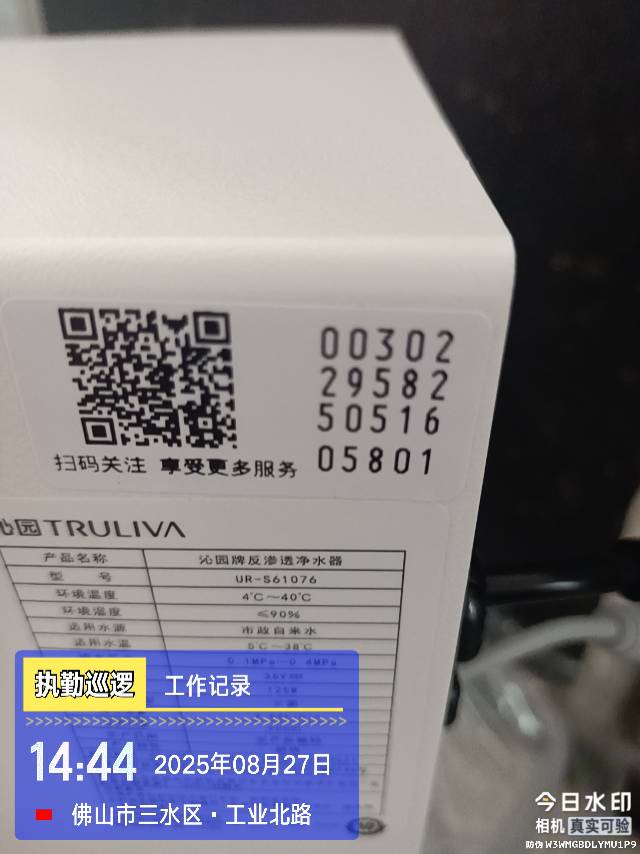 00302
29582
50516
05801
扫码关注 享受更多服务
沁园TRULIVA
产品名称 沁园牌反渗透净水器
型 号 UR-S61076
环境温度 4℃~40℃
环境湿度 ≤90%
适用水源 市政自来水
适用水温 5℃~38℃
0.1MPa~0.4MPa
执勤巡逻 工作记录
14:44 2025年08月27日
佛山市三水区·工业北路
今日水印
相机 真实可验
防伪 W3WMGBDLYMU1P9